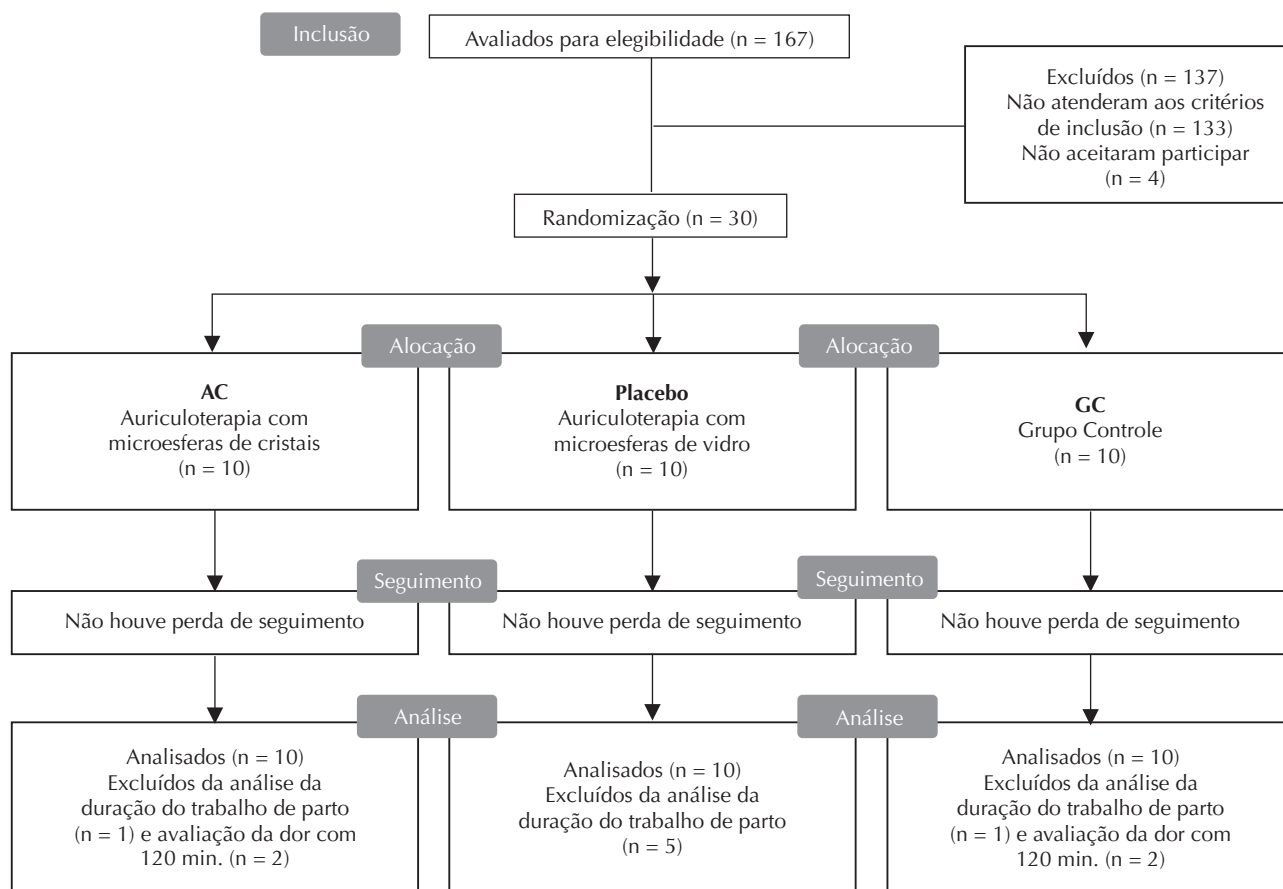 Inclusão
Avaliados para elegibilidade (n = 167)
Excluídos (n = 137)
Não atenderam aos critérios
de inclusão (n = 133)
Não aceitaram participar
(n = 4)
Randomização (n = 30)
Alocação
Alocação
AC
Auriculoterapia com
microesferas de cristais
(n = 10)
Placebo
Auriculoterapia com
microesferas de vidro
(n = 10)
GC
Grupo Controle
(n = 10)
Seguimento
Seguimento
Não houve perda de seguimento
Não houve perda de seguimento
Não houve perda de seguimento
Análise
Análise
Analisados (n = 10)
Excluídos da análise da
duração do trabalho de parto
(n = 1) e avaliação da dor com
120 min. (n = 2)
Analisados (n = 10)
Excluídos da análise da
duração do trabalho de parto
(n = 5)
Analisados (n = 10)
Excluídos da análise da
duração do trabalho de parto
(n = 1) e avaliação da dor com
120 min. (n = 2)